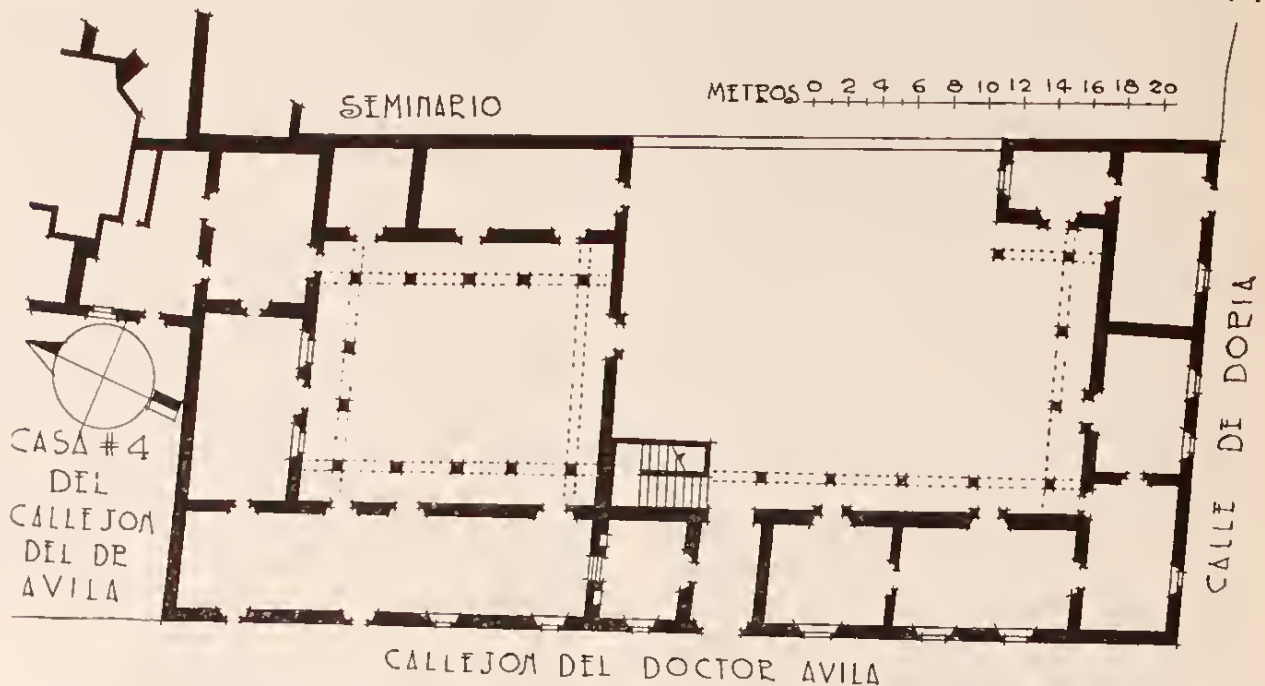 SEMINARIO
METROS 0 2 4 6 8 10 12 14 16 18 20
CASA #4
DEL
CALLEJON
DEL DR
AVILA
CALLE DE DORIA
CALLEJON DEL DOCTOR AVILA